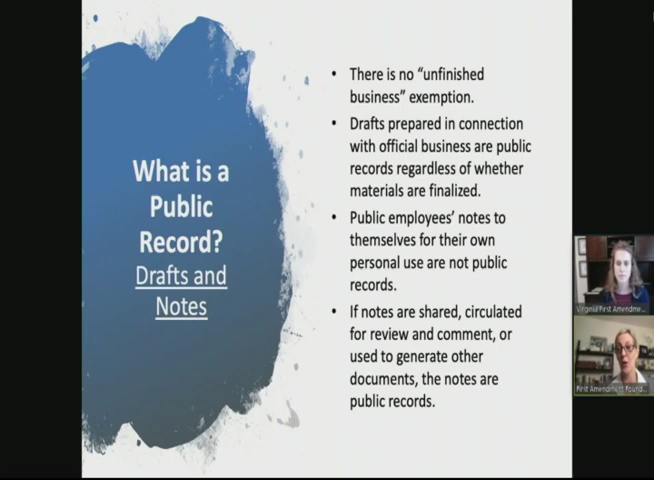 What is a
Public
Record?
Drafts and
Notes
• There is no “unfinished
business” exemption.
• Drafts prepared in connection
with official business are public
records regardless of whether
materials are finalized.
• Public employees’ notes to
themselves for their own
personal use are not public
records.
• If notes are shared, circulated
for review and comment, or
used to generate other
documents, the notes are
public records.
Virginia First Amendme...
First Amendment Found...